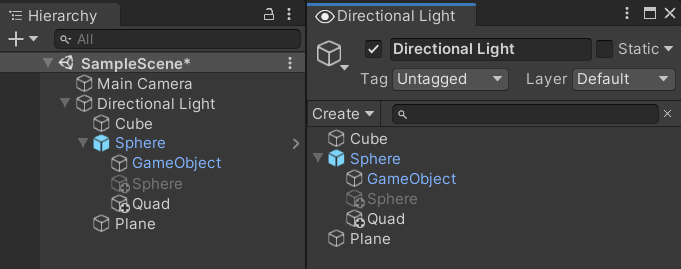 Hierarchy
All
SampleScene*
Main Camera
Directional Light
Cube
Sphere
GameObject
Sphere
Quad
Plane
Directional Light
Directional Light
Static
Tag Untagged Layer Default
Create
Cube
Sphere
GameObject
Sphere
Quad
Plane